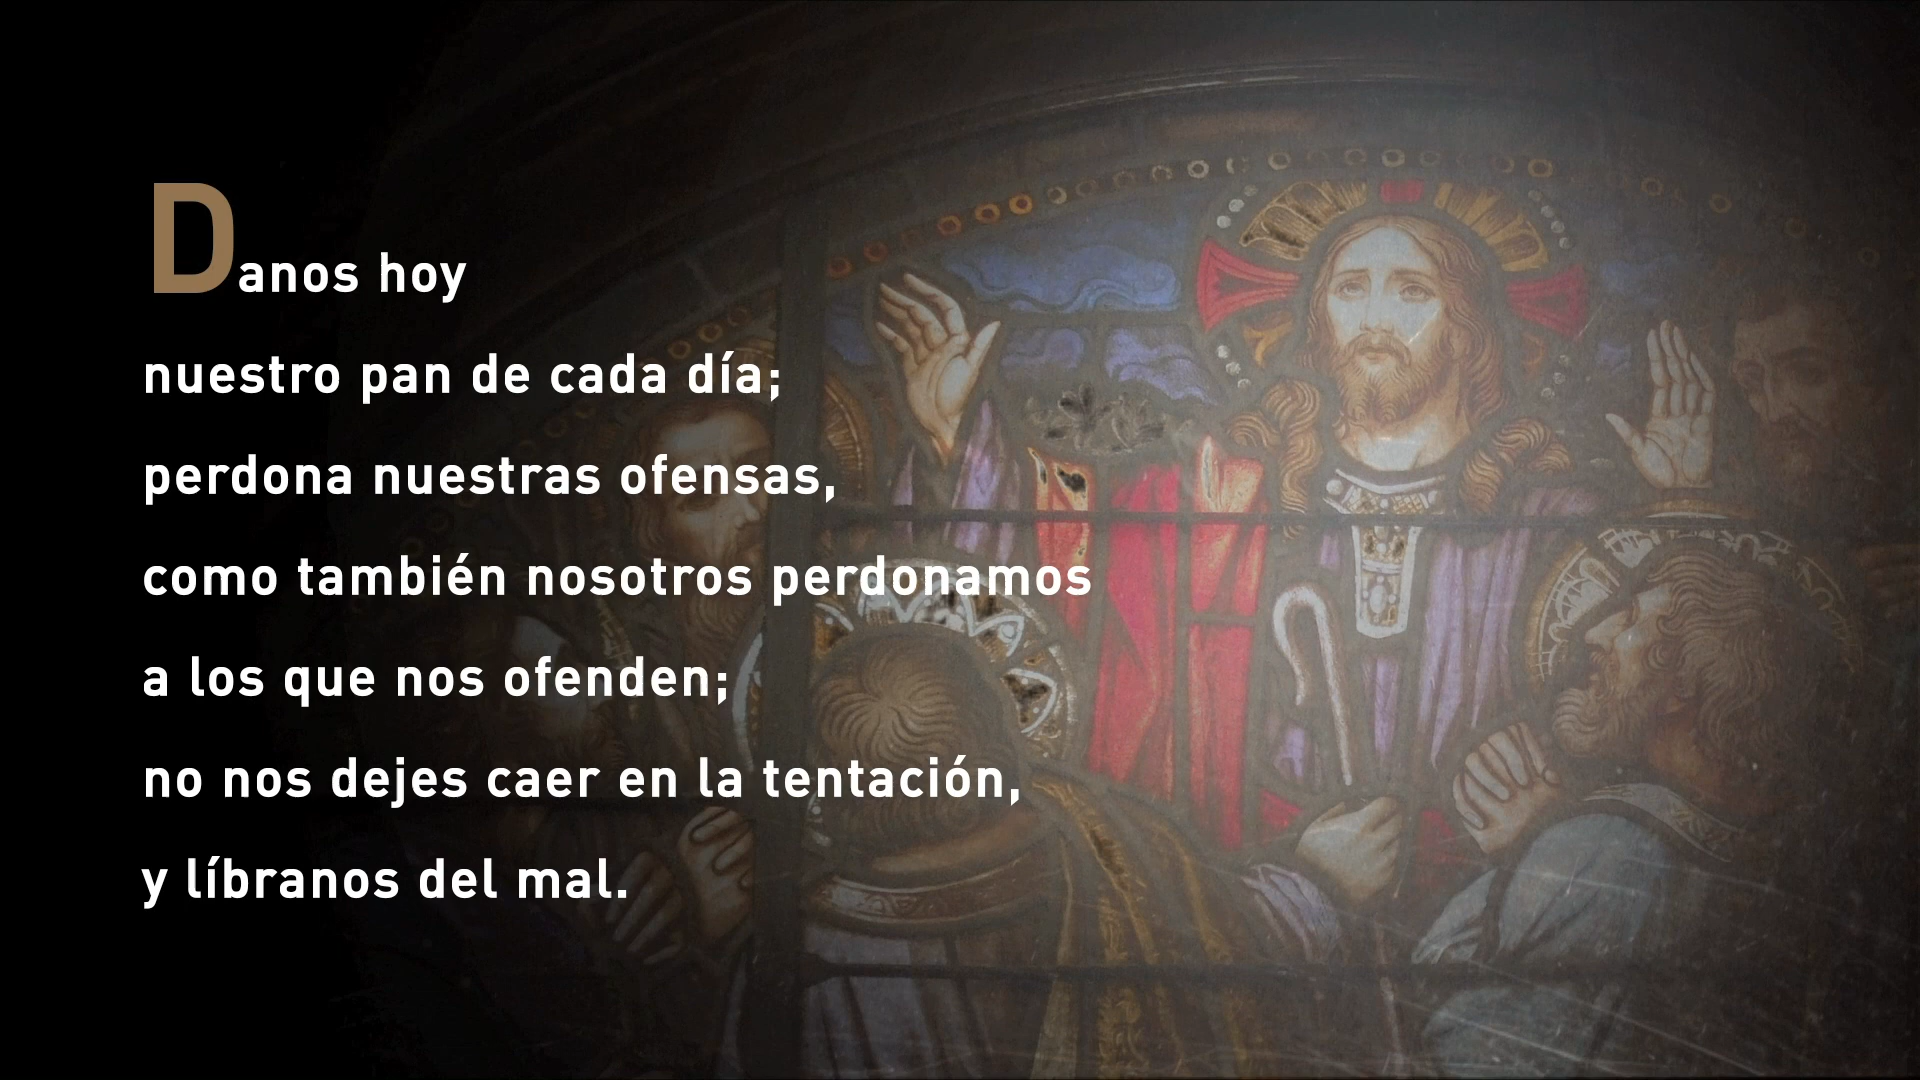 Danos hoy
nuestro pan de cada día;
perdona nuestras ofensas,
como también nosotros perdonamos
a los que nos ofenden;
no nos dejes caer en la tentación,
y líbranos del mal.